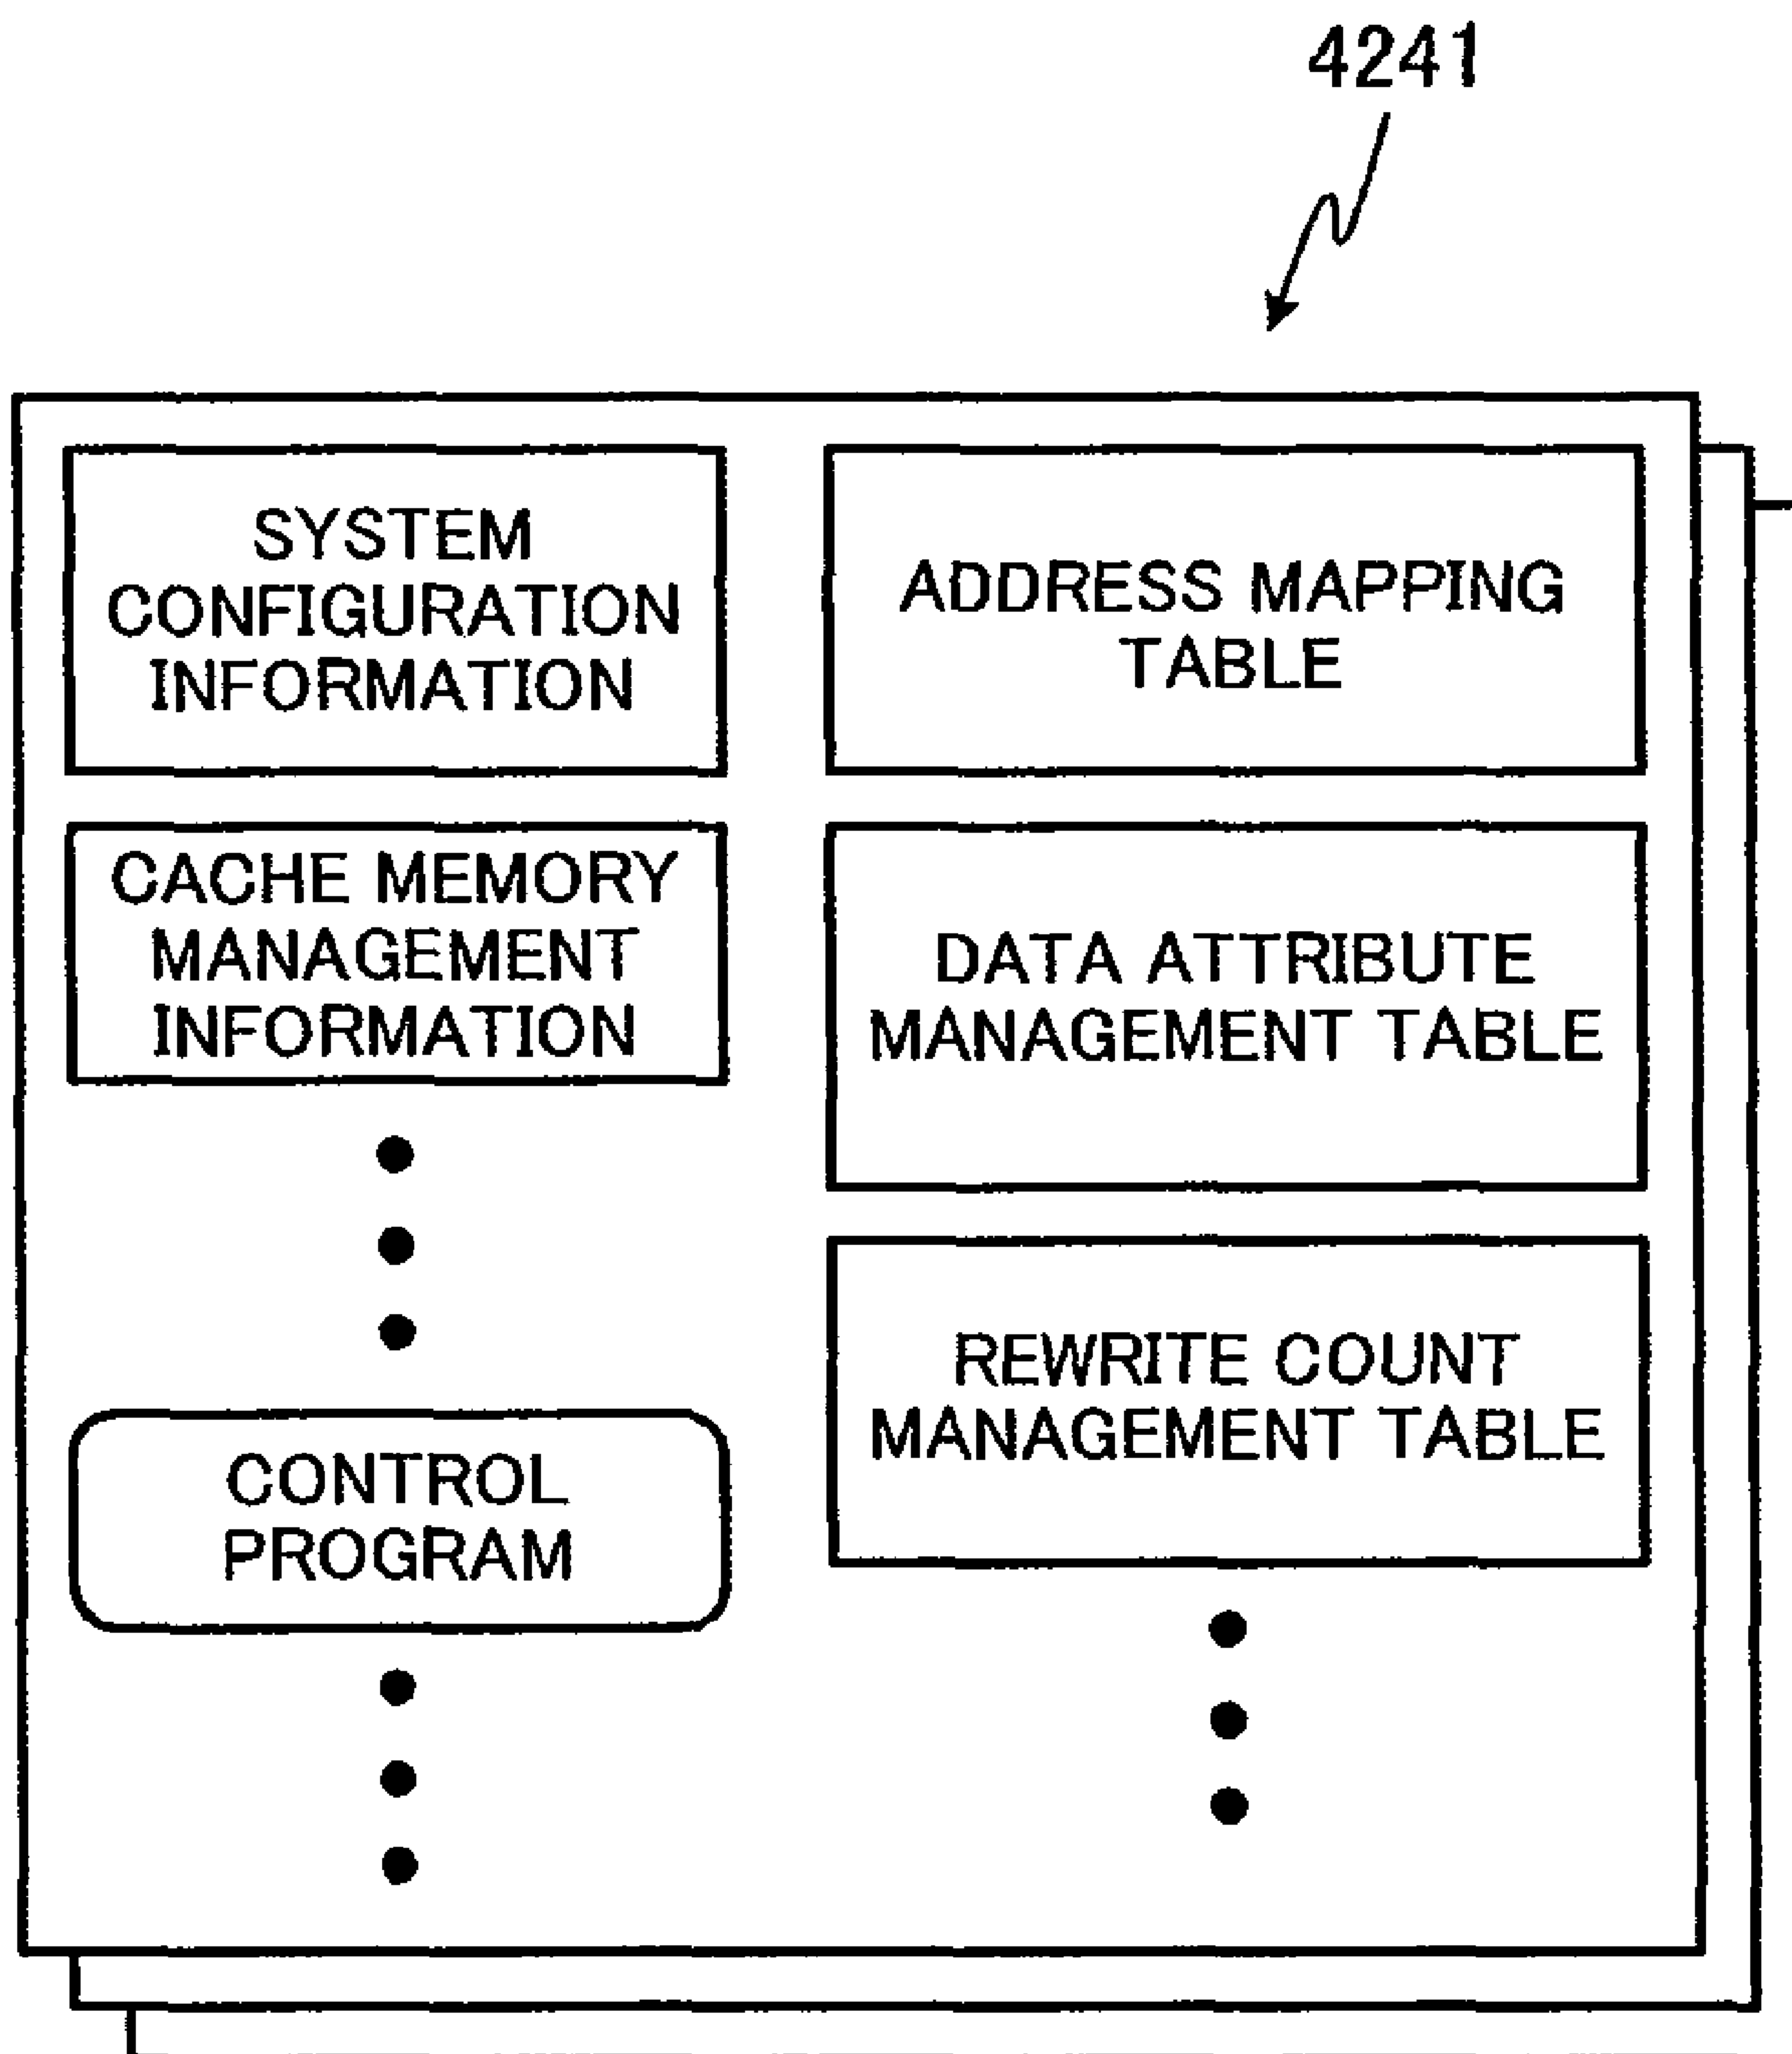 4241
SYSTEM
CONFIGURATION
INFORMATION
ADDRESS MAPPING
TABLE
CACHE MEMORY
MANAGEMENT
INFORMATION
DATA ATTRIBUTE
MANAGEMENT TABLE
REWRITE COUNT
MANAGEMENT TABLE
CONTROL
PROGRAM